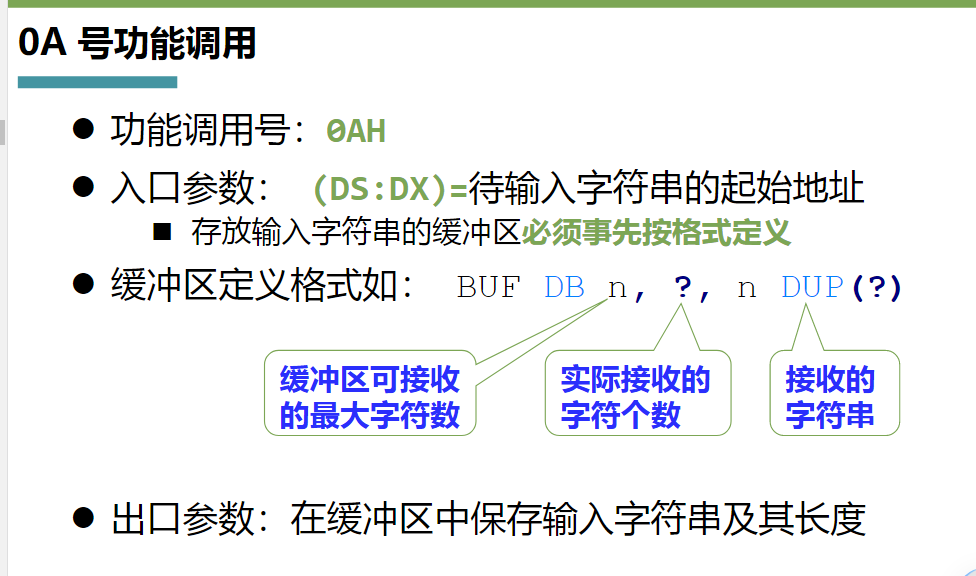 0A 号功能调用
● 功能调用号：0AH
● 入口参数： (DS:DX)=待输入字符串的起始地址
■ 存放输入字符串的缓冲区必须事先按格式定义
● 缓冲区定义格式如： BUF DB n, ?, n DUP(?)
缓冲区可接收
的最大字符数
实际接收的
字符个数
接收的
字符串
● 出口参数：在缓冲区中保存输入字符串及其长度